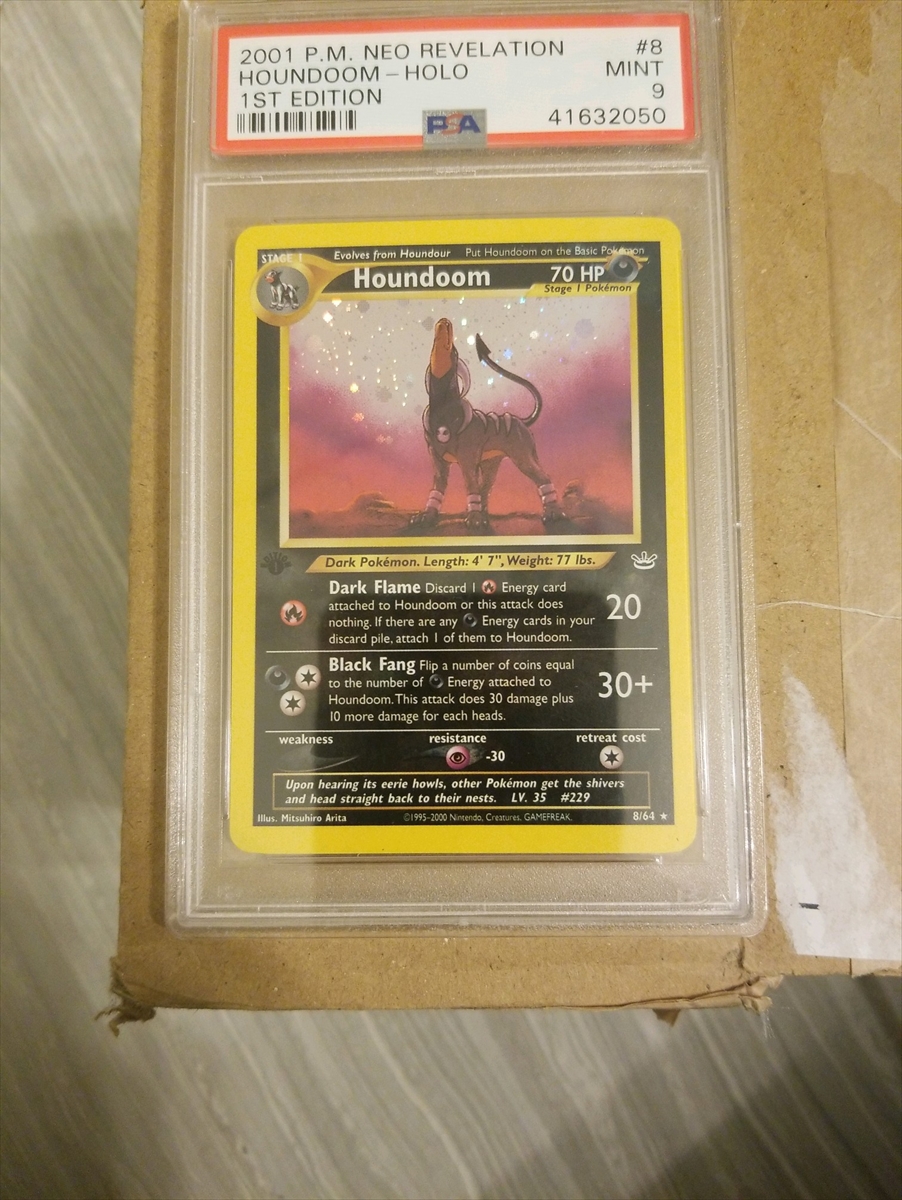 2001 P.M. NEO REVELATION #8
HOUNDOOM - HOLO MINT
1ST EDITION 9
PSA 41632050
STAGE 1 Evolves from Houndour Put Houndoom on the Basic Pokémon
Houndoom 70 HP
Stage 1 Pokémon
Dark Pokémon. Length: 4' 7", Weight: 77 lbs.
Dark Flame Discard 1 Energy card
attached to Houndoom or this attack does
nothing. If there are any Energy cards in your
discard pile, attach 1 of them to Houndoom.
20
Black Fang Flip a number of coins equal
to the number of Energy attached to
Houndoom. This attack does 30 damage plus
10 more damage for each heads.
30+
weakness resistance retreat cost
-30
Upon hearing its eerie howls, other Pokémon get the shivers
and head straight back to their nests. LV. 35 #229
Illus. Mitsuhiro Arita ©1995-2000 Nintendo, Creatures, GAMEFREAK. 8/64 ★